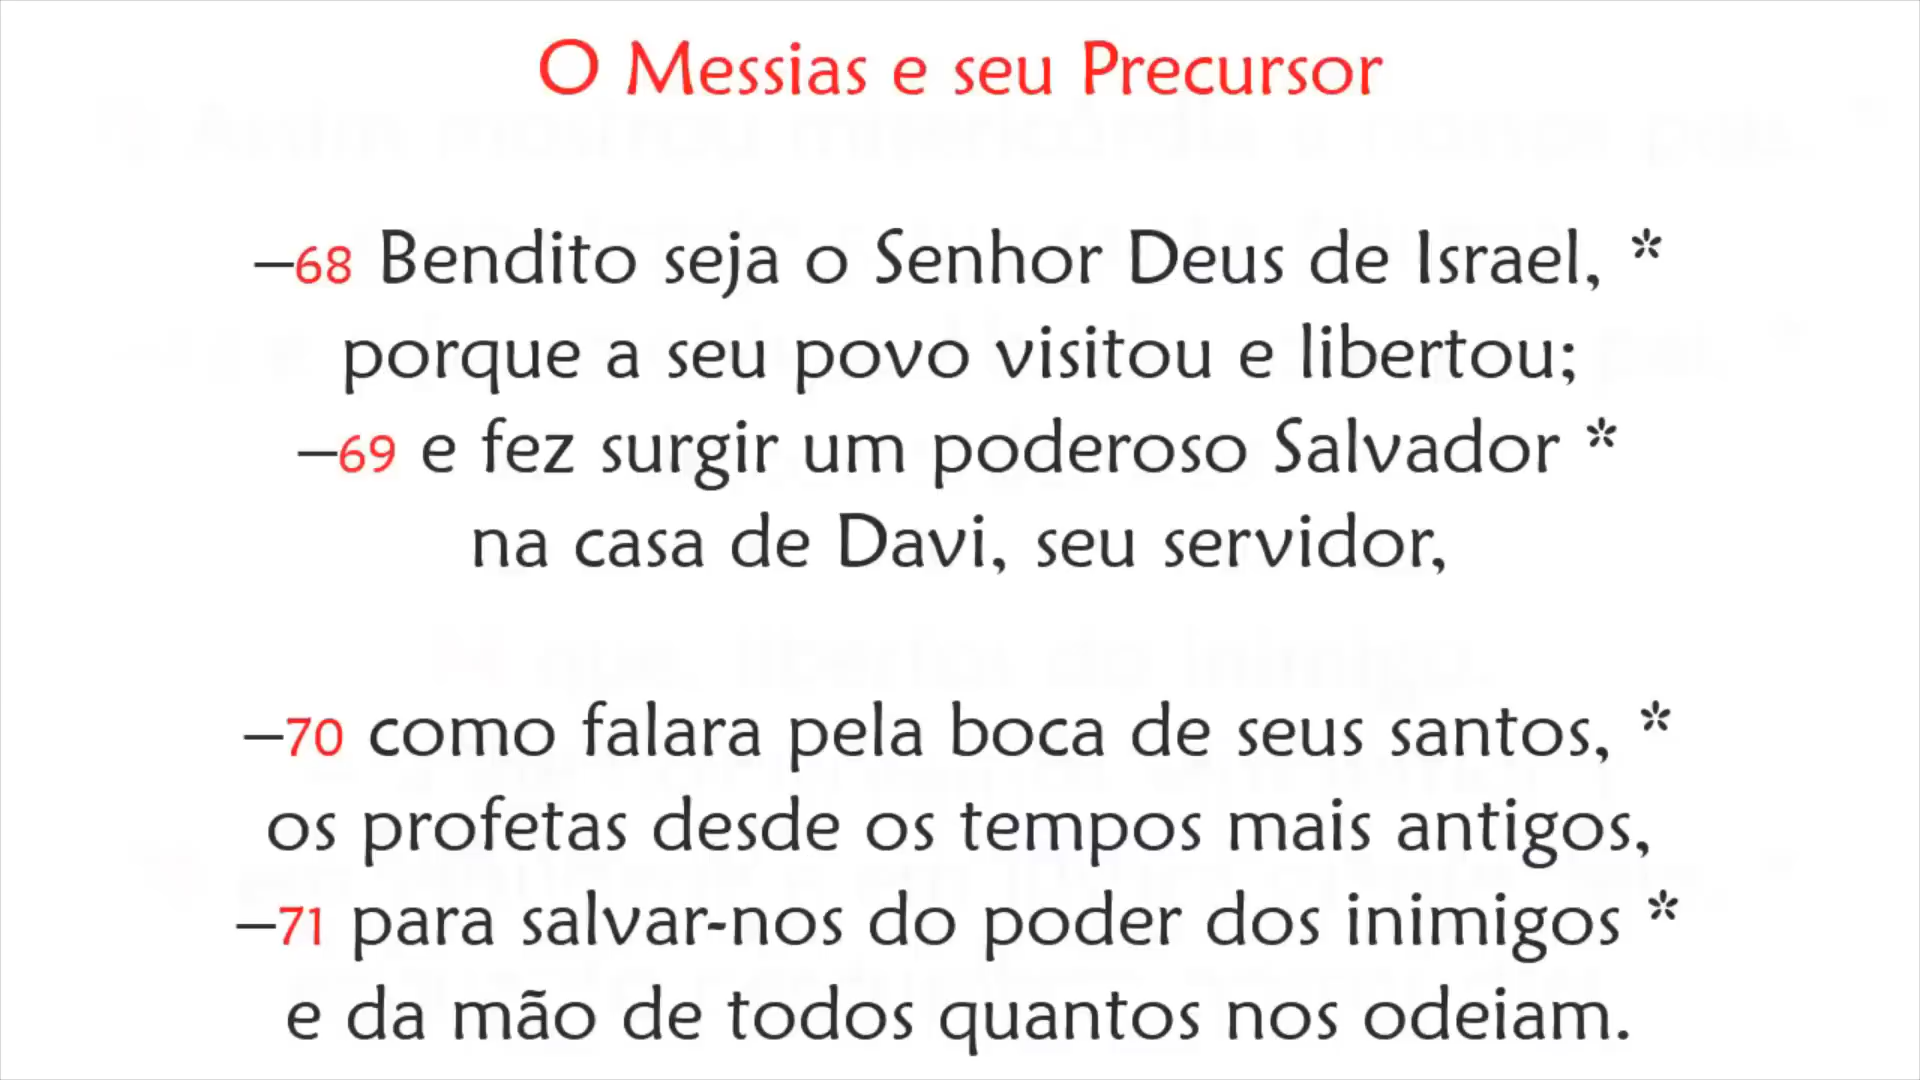 O Messias e seu Precursor
–68 Bendito seja o Senhor Deus de Israel, *
porque a seu povo visitou e libertou;
–69 e fez surgir um poderoso Salvador *
na casa de Davi, seu servidor,
–70 como falara pela boca de seus santos, *
os profetas desde os tempos mais antigos,
–71 para salvar-nos do poder dos inimigos *
e da mão de todos quantos nos odeiam.